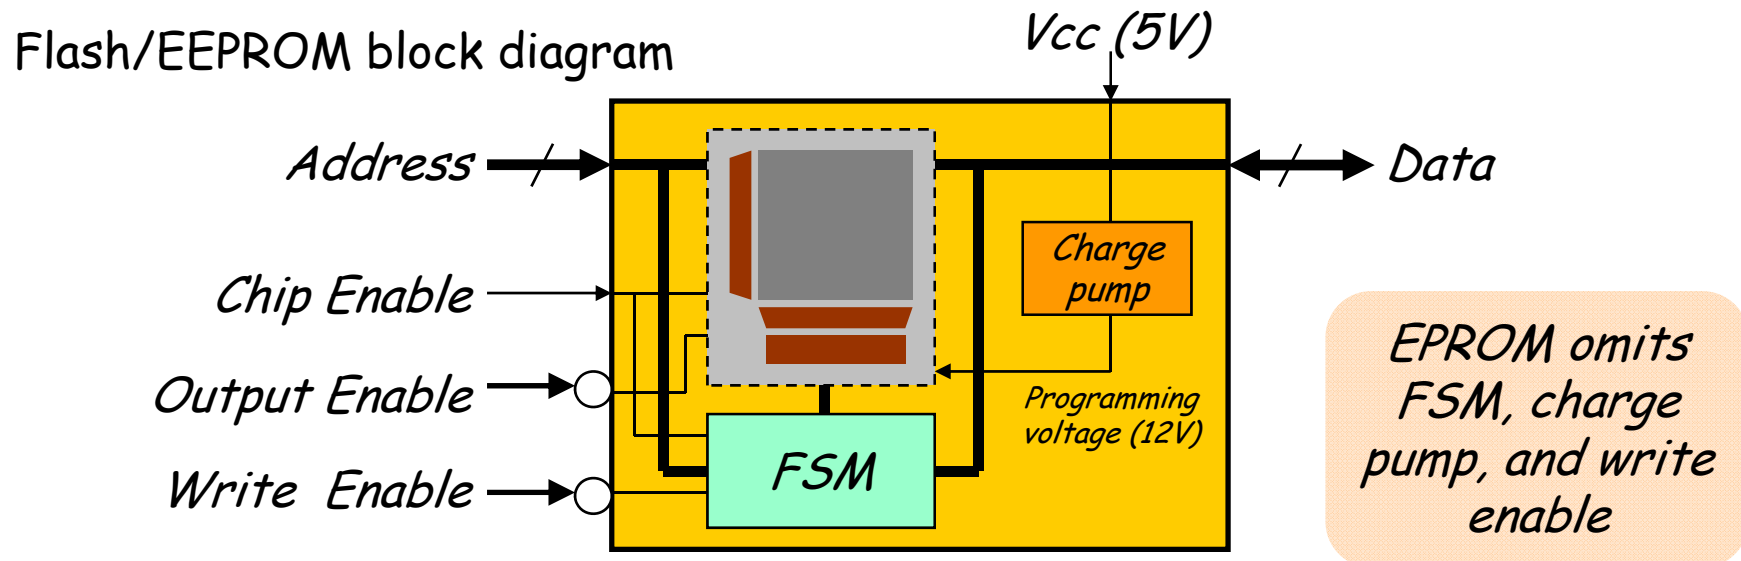 Flash/EEPROM block diagram
Vcc (5V)
Address
Data
Chip Enable
Output Enable
Write Enable
Charge
pump
Programming
voltage (12V)
FSM
EPROM omits
FSM, charge
pump, and write
enable